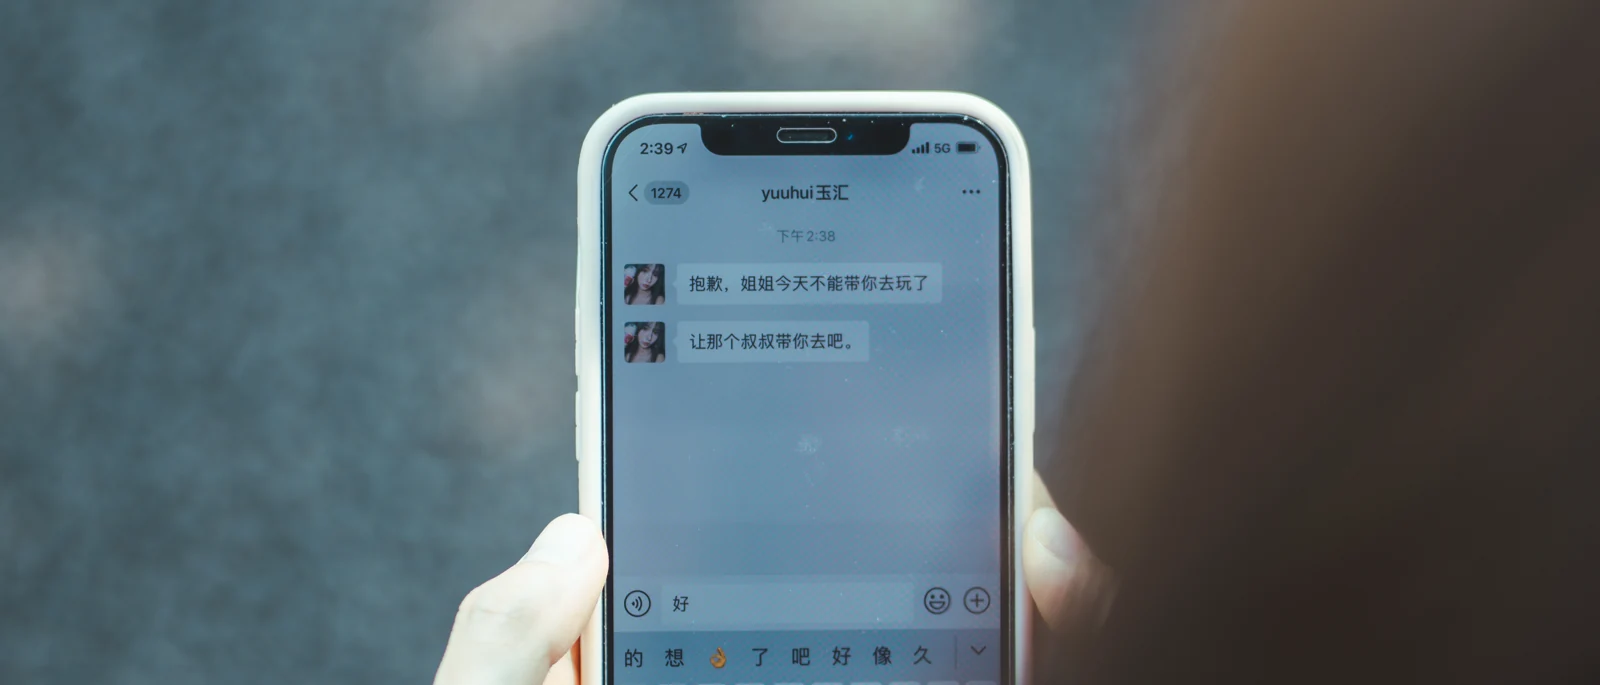 2:39 5G
1274 yuuhui玉汇
下午2:38
抱歉，姐姐今天不能带你去玩了
让那个叔叔带你去吧。
好
的 想 👌 了 吧 好 像 久